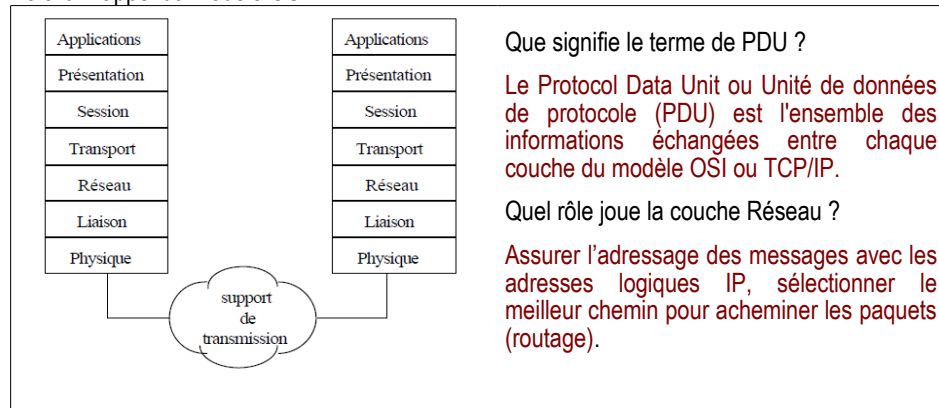 Applications
Présentation
Session
Transport
Réseau
Liaison
Physique
Applications
Présentation
Session
Transport
Réseau
Liaison
Physique
support
de
transmission
Que signifie le terme de PDU ?
Le Protocol Data Unit ou Unité de données
de protocole (PDU) est l'ensemble des
informations échangées entre chaque
couche du modèle OSI ou TCP/IP.
Quel rôle joue la couche Réseau ?
Assurer l’adressage des messages avec les
adresses logiques IP, sélectionner le
meilleur chemin pour acheminer les paquets
(routage).